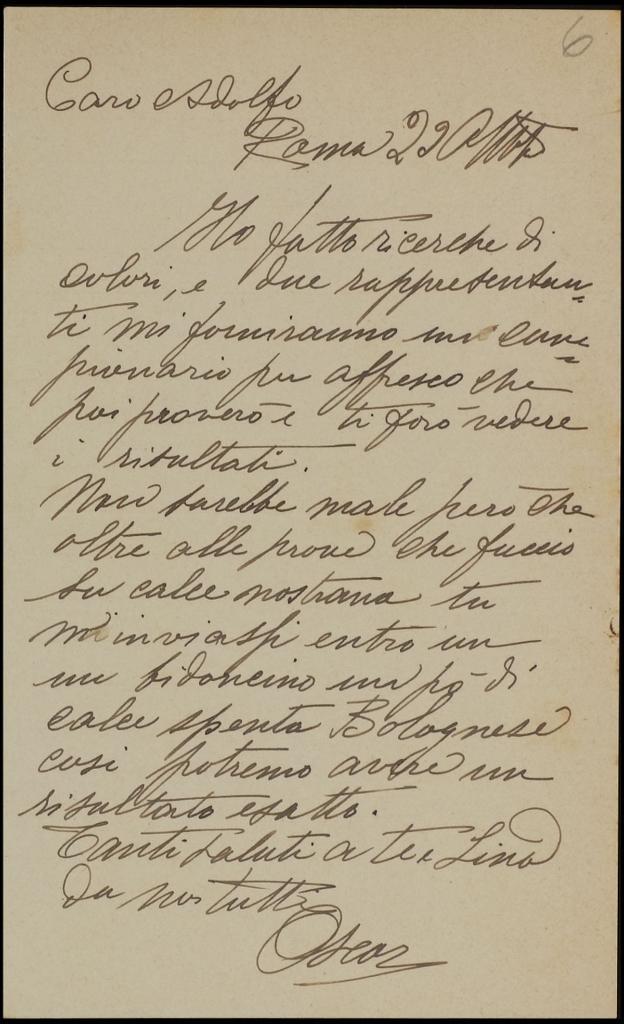 6
Caro Adolfo
Roma 22
Ho fatto ricerche di
colori, e due rappresentan=
ti mi forniranno un cam=
pionario per affresco che
poi proverò e ti farò vedere
i risultati.
Non sarebbe male però che
oltre alle prove che faccio
su calce nostrana tu
m'inviassi entro un
un bidoncino un pò di
calce spenta Bolognese
così potremo avere un
risultato esatto.
Tanti saluti a te e Lina
da noi tutti
Oscar